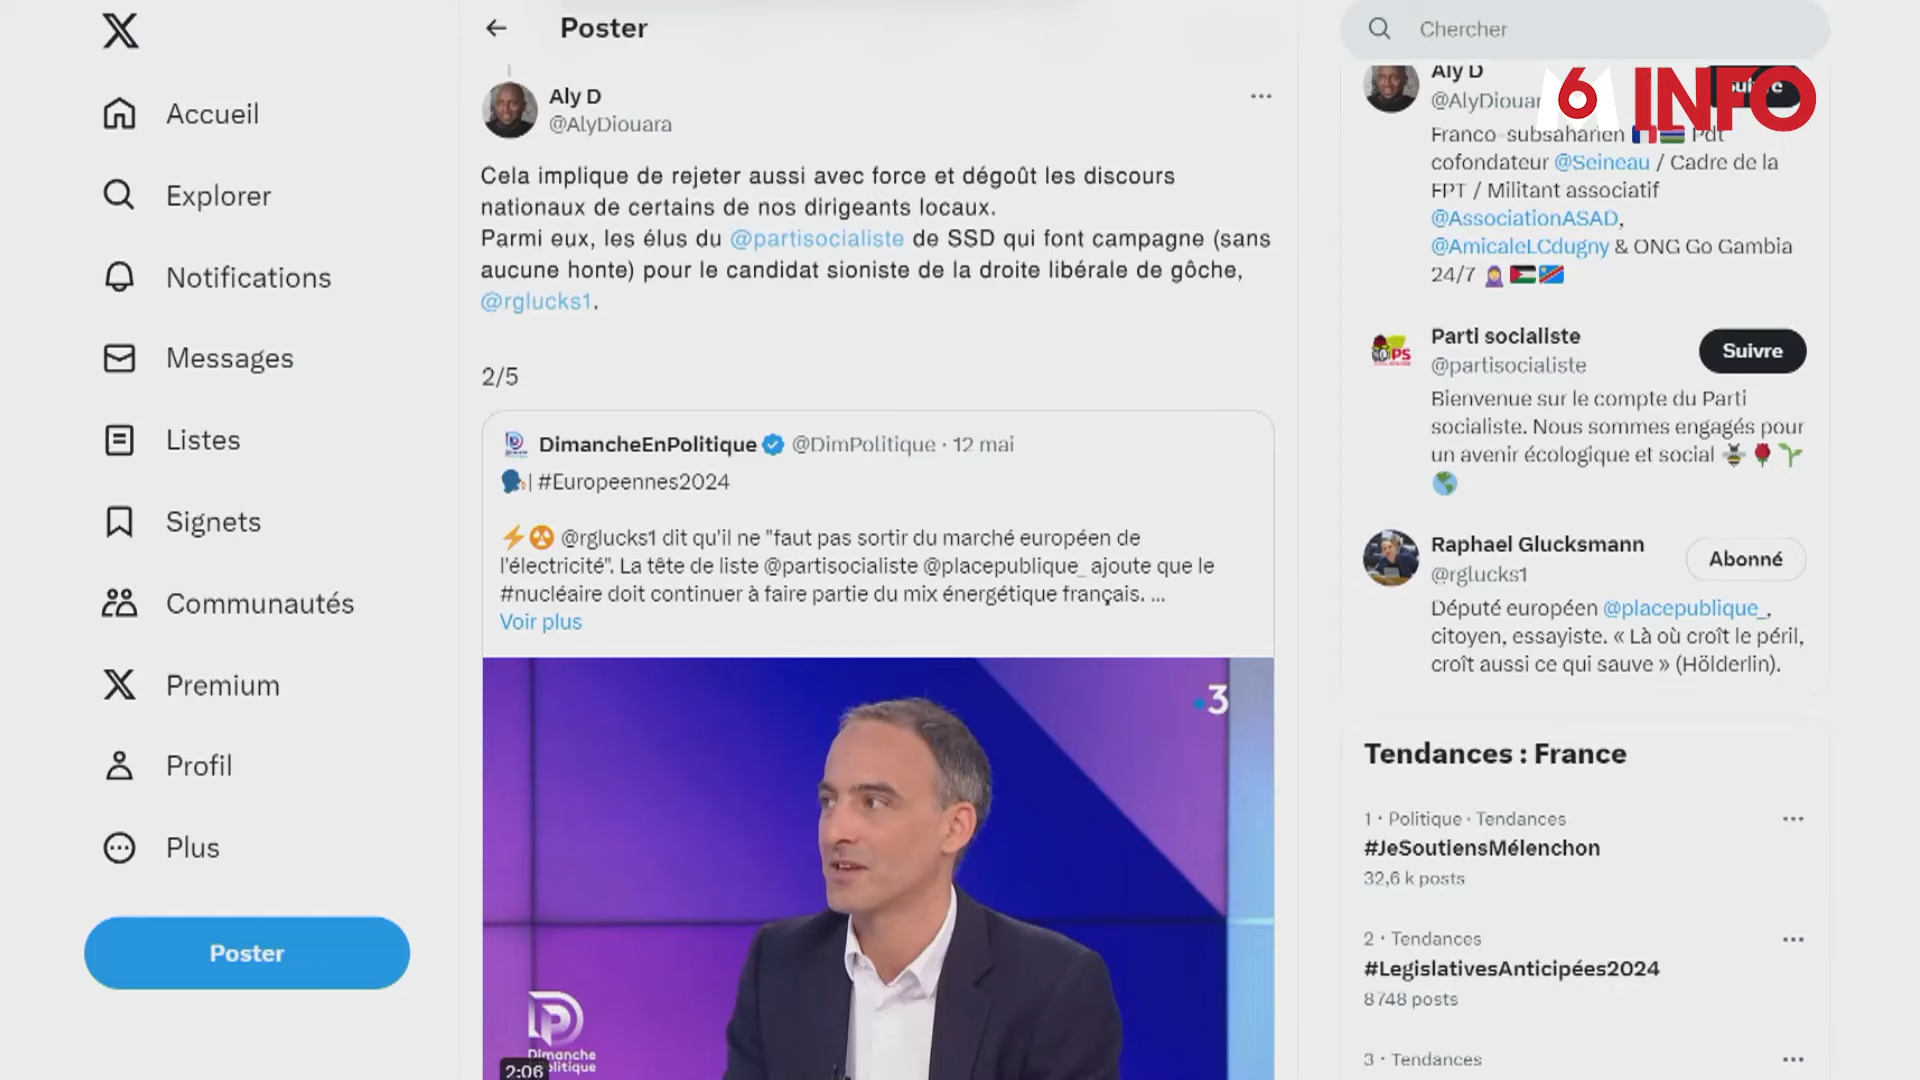 Accueil
Explorer
Notifications
Messages
Listes
Signets
Communautés
Premium
Profil
Plus
Poster
Poster
Aly D
@AlyDiouara
Cela implique de rejeter aussi avec force et dégoût les discours
nationaux de certains de nos dirigeants locaux.
Parmi eux, les élus du @partisocialiste de SSD qui font campagne (sans
aucune honte) pour le candidat sioniste de la droite libérale de gôche,
@rglucks1.
2/5
DimancheEnPolitique @DimPolitique · 12 mai
| #Europeennes2024
@rglucks1 dit qu'il ne "faut pas sortir du marché européen de
l'électricité". La tête de liste @partisocialiste @placepublique_ ajoute que le
#nucléaire doit continuer à faire partie du mix énergétique français. ...
Voir plus
3
Dimanche
politique
2:06
Chercher
M6 INFO
Aly D
Suivre
@AlyDiouara
Franco-subsaharien Pdt
cofondateur @Seineau / Cadre de la
FPT / Militant associatif
@AssociationASAD,
@AmicaleLCdugny & ONG Go Gambia
24/7
PS
Parti socialiste
@partisocialiste
Suivre
Bienvenue sur le compte du Parti
socialiste. Nous sommes engagés pour
un avenir écologique et social
Raphael Glucksmann
@rglucks1
Abonné
Député européen @placepublique_,
citoyen, essayiste. « Là où croît le péril,
croît aussi ce qui sauve » (Hölderlin).
Tendances : France
1 · Politique · Tendances
#JeSoutiensMélenchon
32,6 k posts
2 · Tendances
#LegislativesAnticipées2024
8 748 posts
3 · Tendances